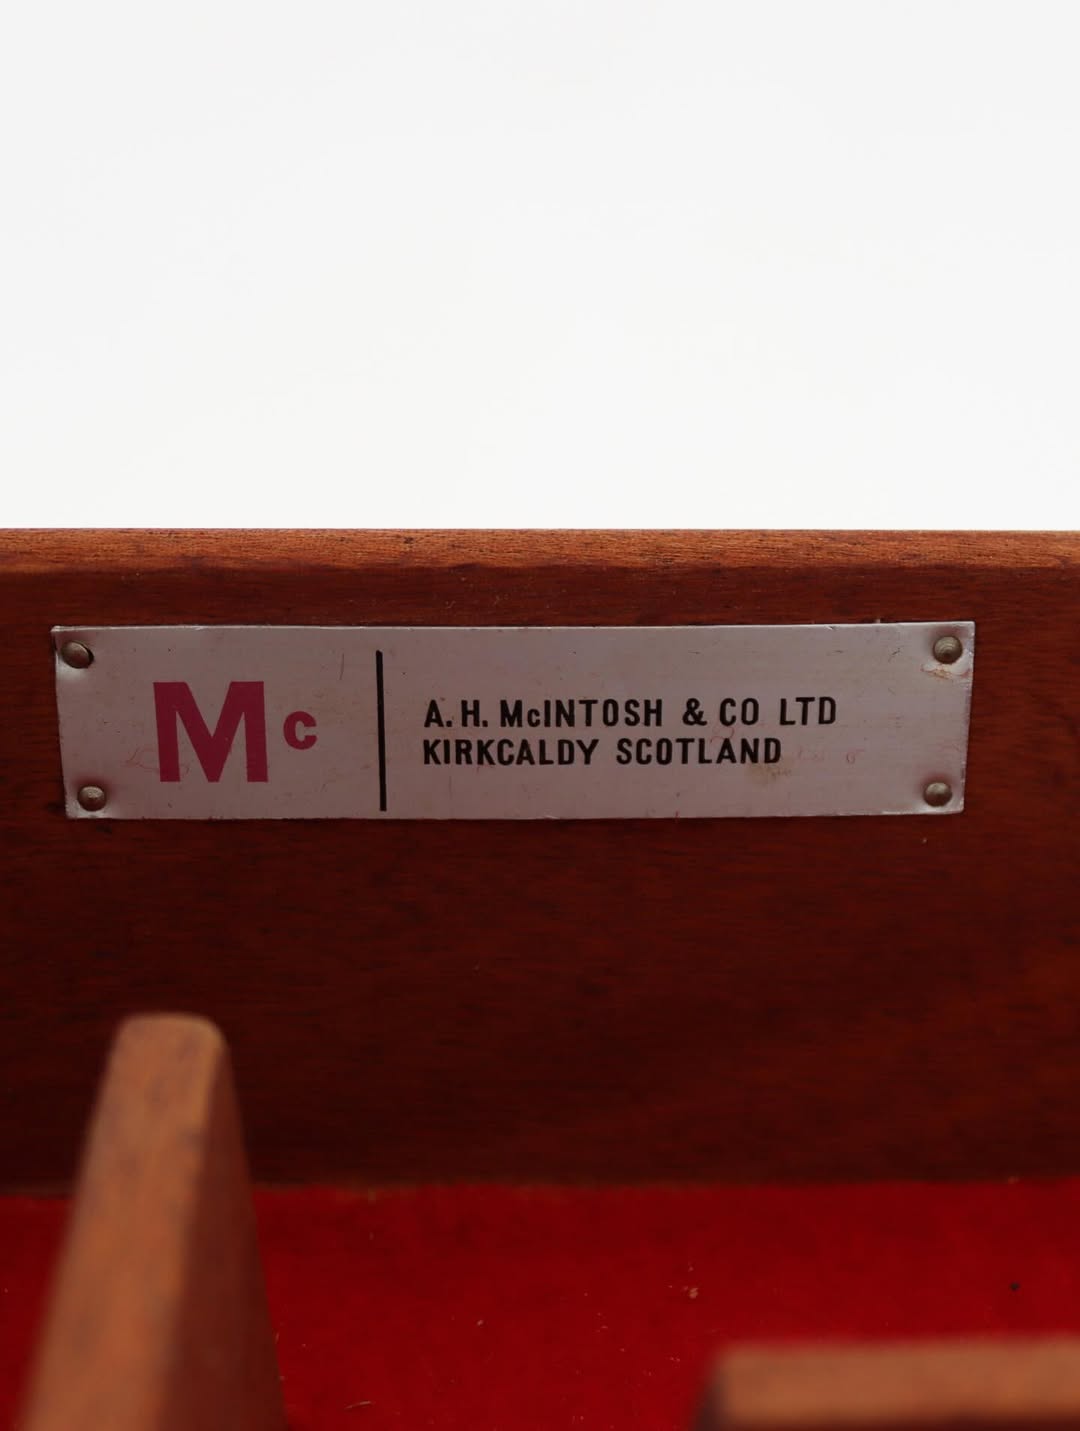 Mc
A. H. McINTOSH & CO LTD
KIRKCALDY SCOTLAND